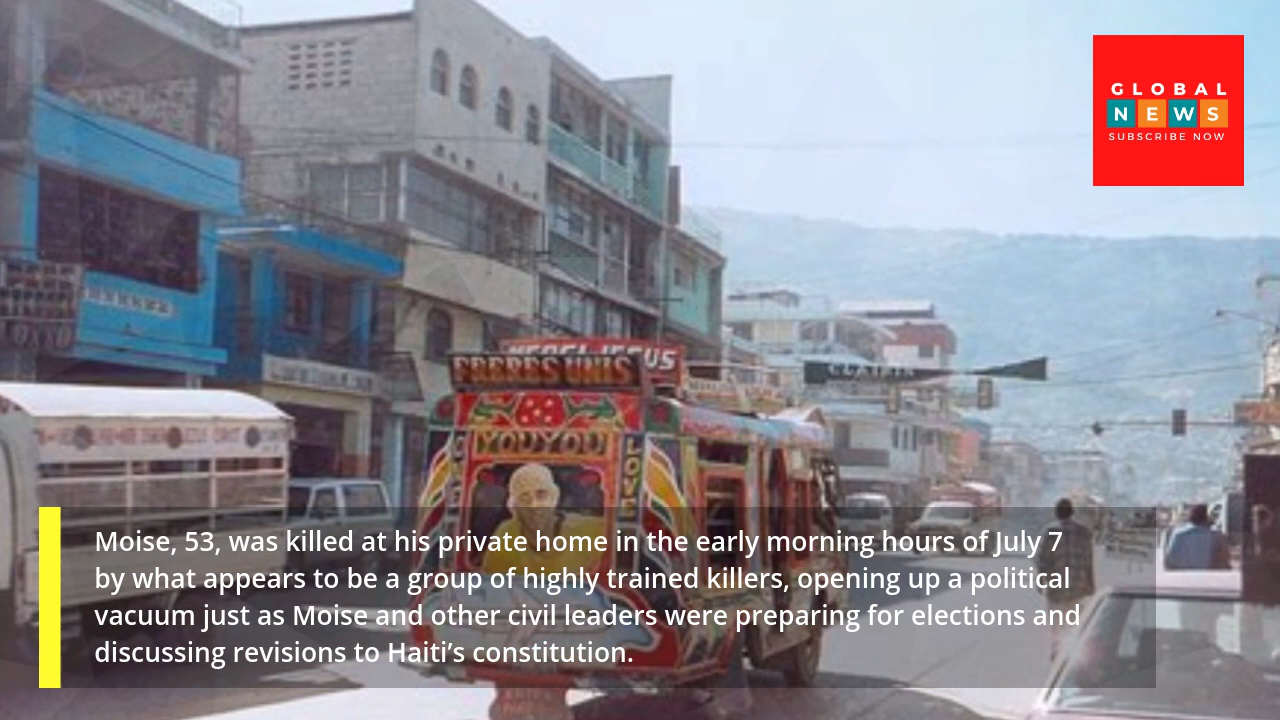 GLOBAL
NEWS
SUBSCRIBE NOW
FRERES UNIS
YOUYOU
LOVE
Moise, 53, was killed at his private home in the early morning hours of July 7
by what appears to be a group of highly trained killers, opening up a political
vacuum just as Moise and other civil leaders were preparing for elections and
discussing revisions to Haiti’s constitution.